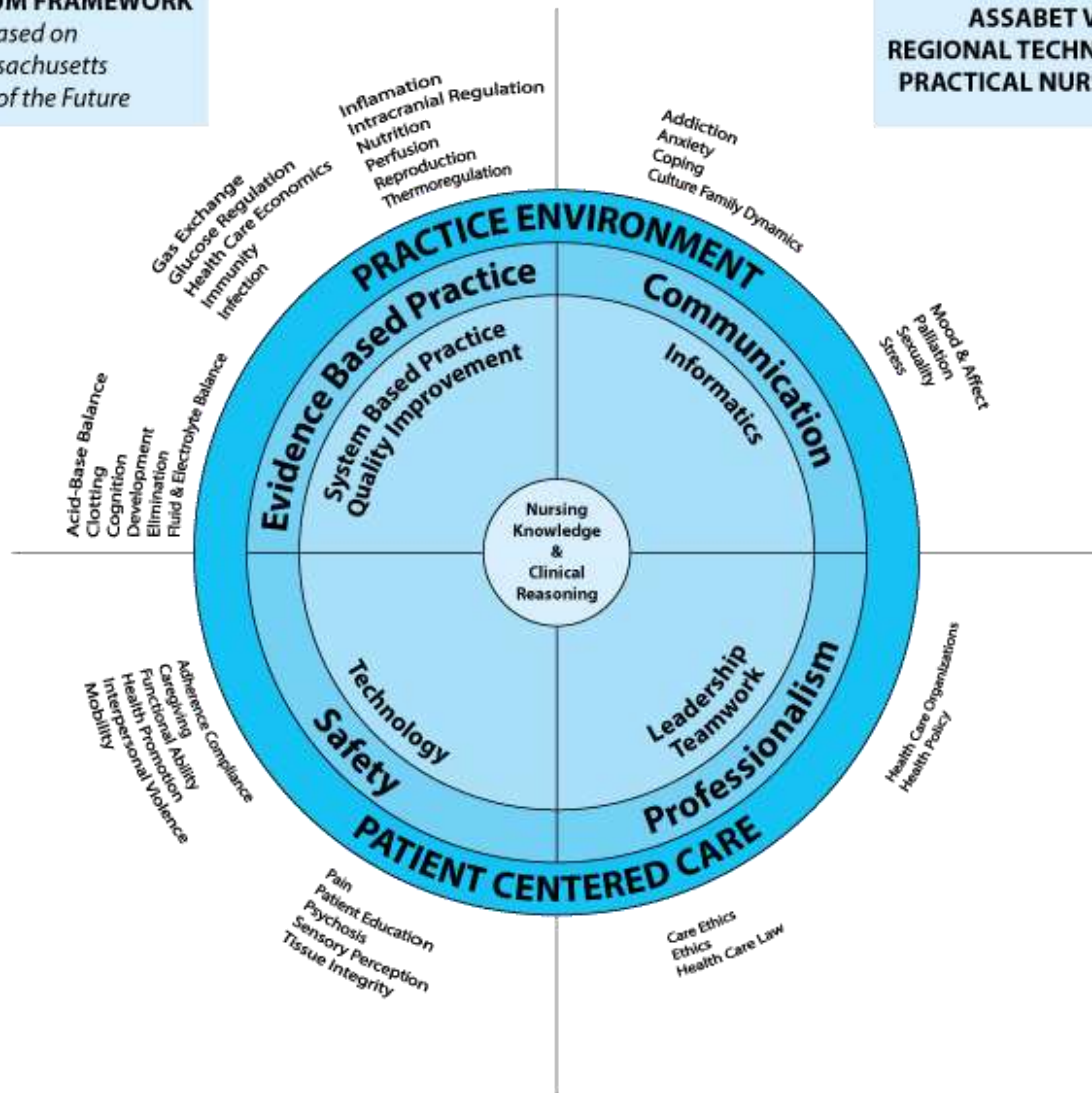 OM FRAMEWORK
ased on
sachusetts
of the Future
ASSABET V
REGIONAL TECHN
PRACTICAL NUR
Inflamation
Intracranial Regulation
Nutrition
Perfusion
Reproduction
Thermoregulation
Addiction
Anxiety
Coping
Culture Family Dynamics
Gas Exchange
Glucose Regulation
Health Care Economics
Immunity
Infection
Mood & Affect
Palliation
Sexuality
Stress
Acid-Base Balance
Clotting
Cognition
Development
Elimination
Fluid & Electrolyte Balance
PRACTICE ENVIRONMENT
Evidence Based Practice
Communication
System Based Practice
Quality Improvement
Informatics
Nursing
Knowledge
&
Clinical
Reasoning
Technology
Leadership
Teamwork
Safety
Professionalism
PATIENT CENTERED CARE
Adherence Compliance
Caregiving
Functional Ability
Health Promotion
Interpersonal Violence
Mobility
Health Care Organizations
Health Policy
Pain
Patient Education
Psychosis
Sensory Perception
Tissue Integrity
Care Ethics
Ethics
Health Care Law